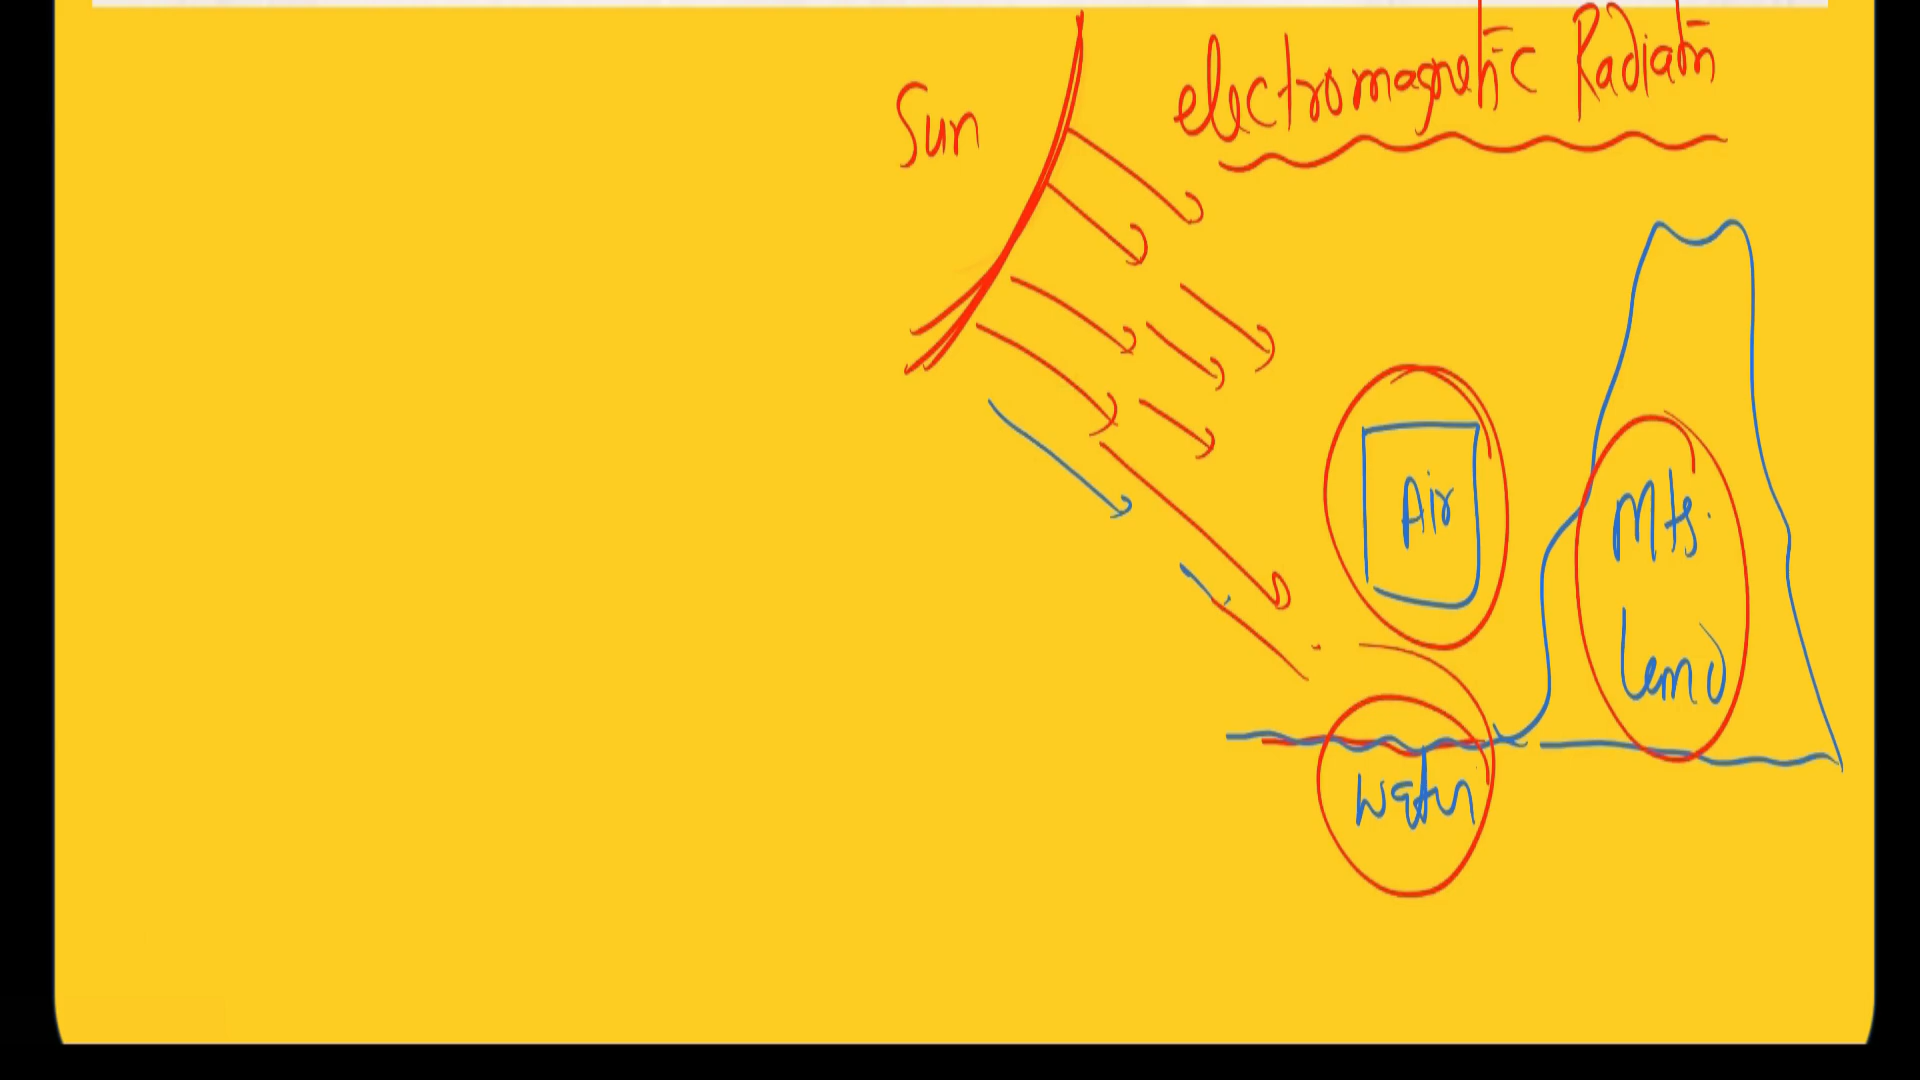 electromagnetic Radiatn
Sun
Air
Mts.
Land
Water